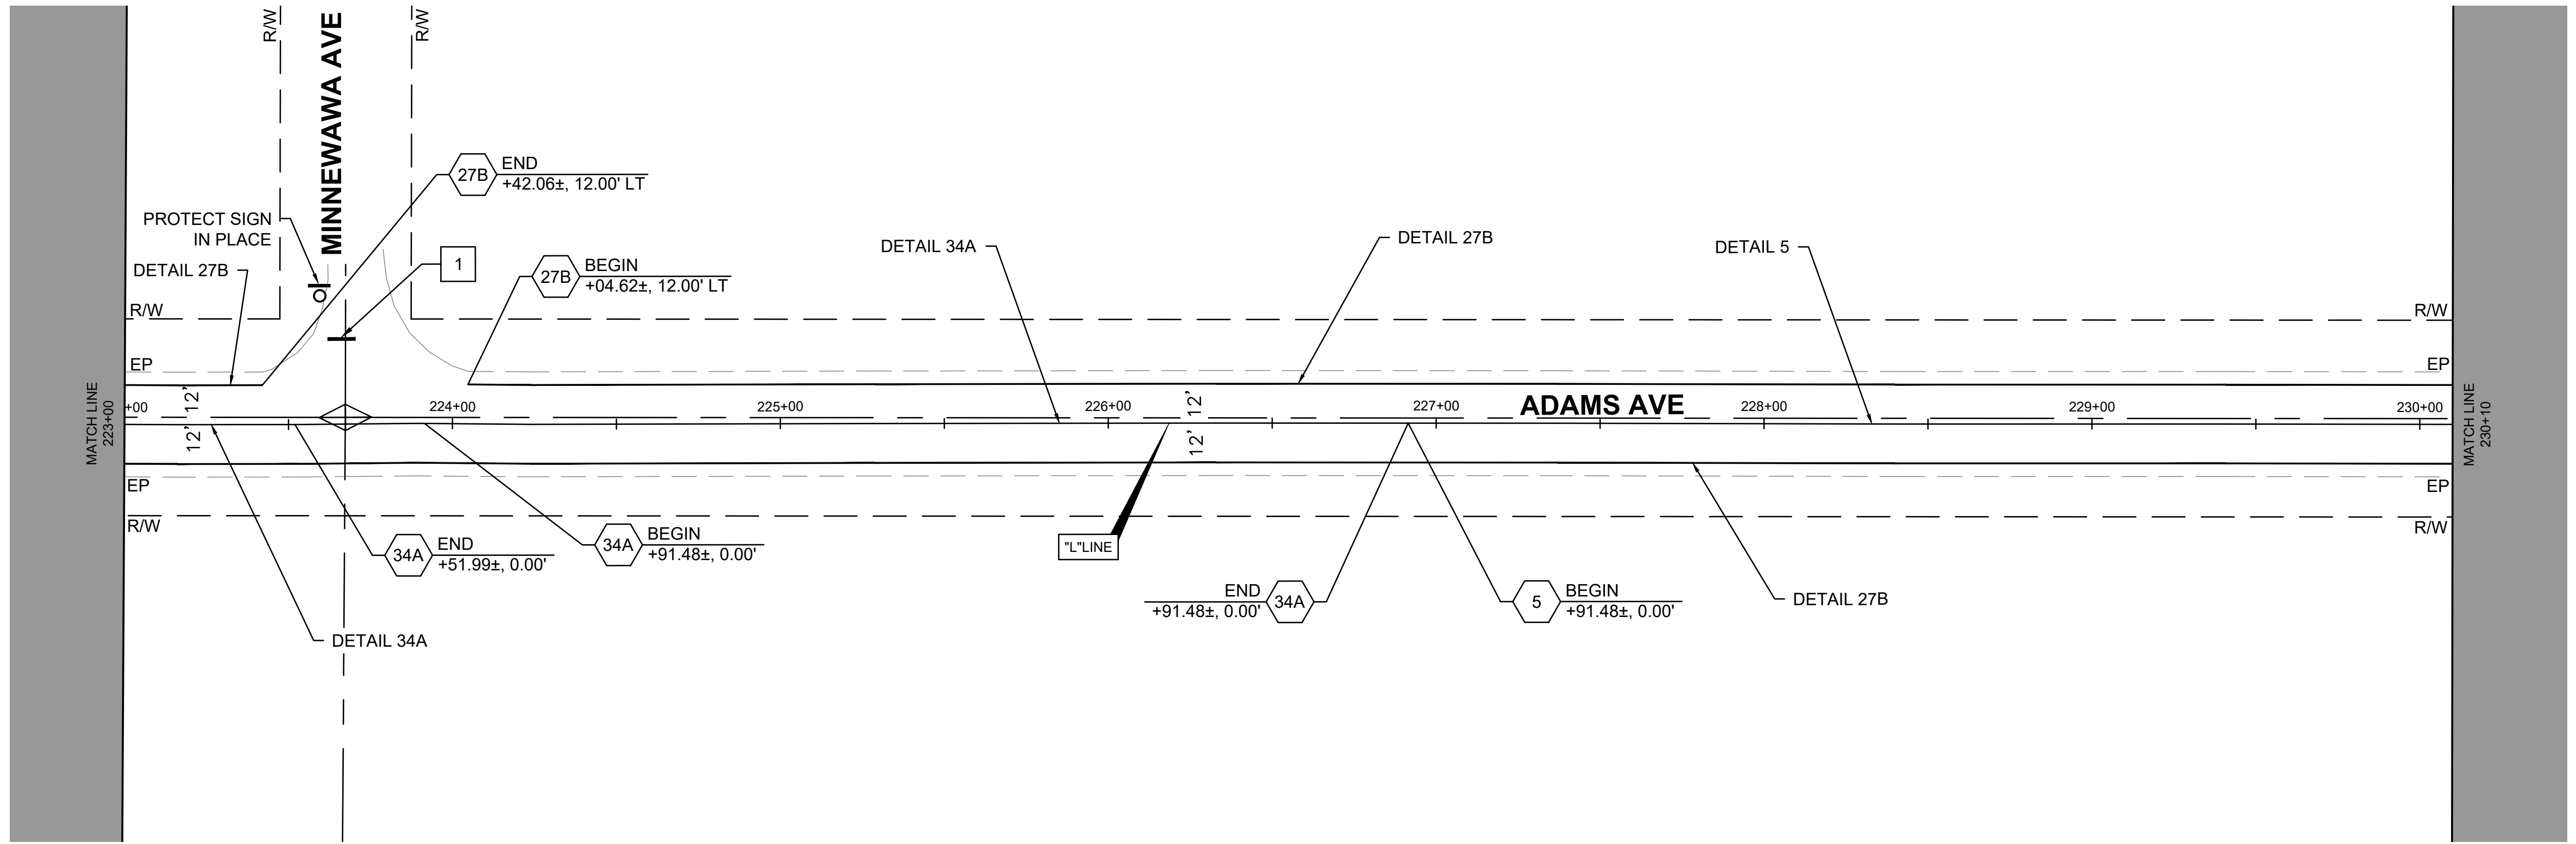 R/W
MINNEWAWA AVE
R/W
27B
END
+42.06±, 12.00' LT
PROTECT SIGN
IN PLACE
1
DETAIL 27B
27B
BEGIN
+04.62±, 12.00' LT
DETAIL 34A
DETAIL 27B
DETAIL 5
R/W
R/W
EP
EP
MATCH LINE
223+00
+00
12'
12'
224+00
225+00
226+00
12'
12'
227+00
ADAMS AVE
228+00
229+00
230+00
MATCH LINE
230+10
EP
EP
R/W
R/W
34A
END
+51.99±, 0.00'
34A
BEGIN
+91.48±, 0.00'
"L"LINE
END
+91.48±, 0.00'
34A
5
BEGIN
+91.48±, 0.00'
DETAIL 27B
DETAIL 34A